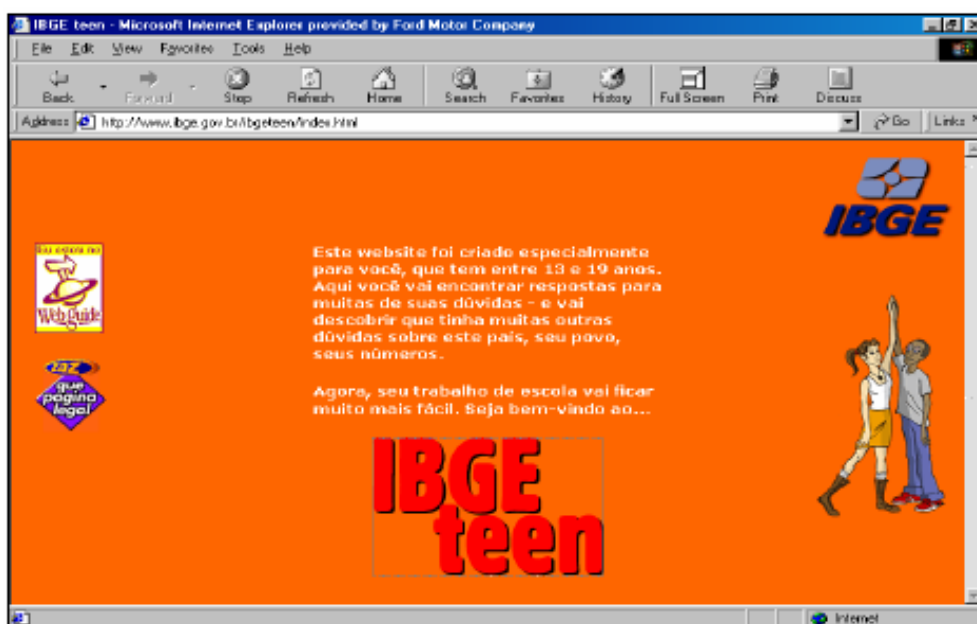 IBGE teen - Microsoft Internet Explorer provided by Ford Motor Company
File Edit View Favorites Tools Help
Back Forward Stop Refresh Home Search Favorites History Full Screen Print Discuss
Address http://www.ibge.gov.br/ibgeteen/index.html Go Links
IBGE
Este website foi criado especialmente
para você, que tem entre 13 e 19 anos.
Aqui você vai encontrar respostas para
muitas de suas dúvidas - e vai
descobrir que tinha muitas outras
dúvidas sobre este país, seu povo,
seus números.
Web Guide
ZAZ
que
página
legal
Agora, seu trabalho de escola vai ficar
muito mais fácil. Seja bem-vindo ao...
IBGE
teen
Internet